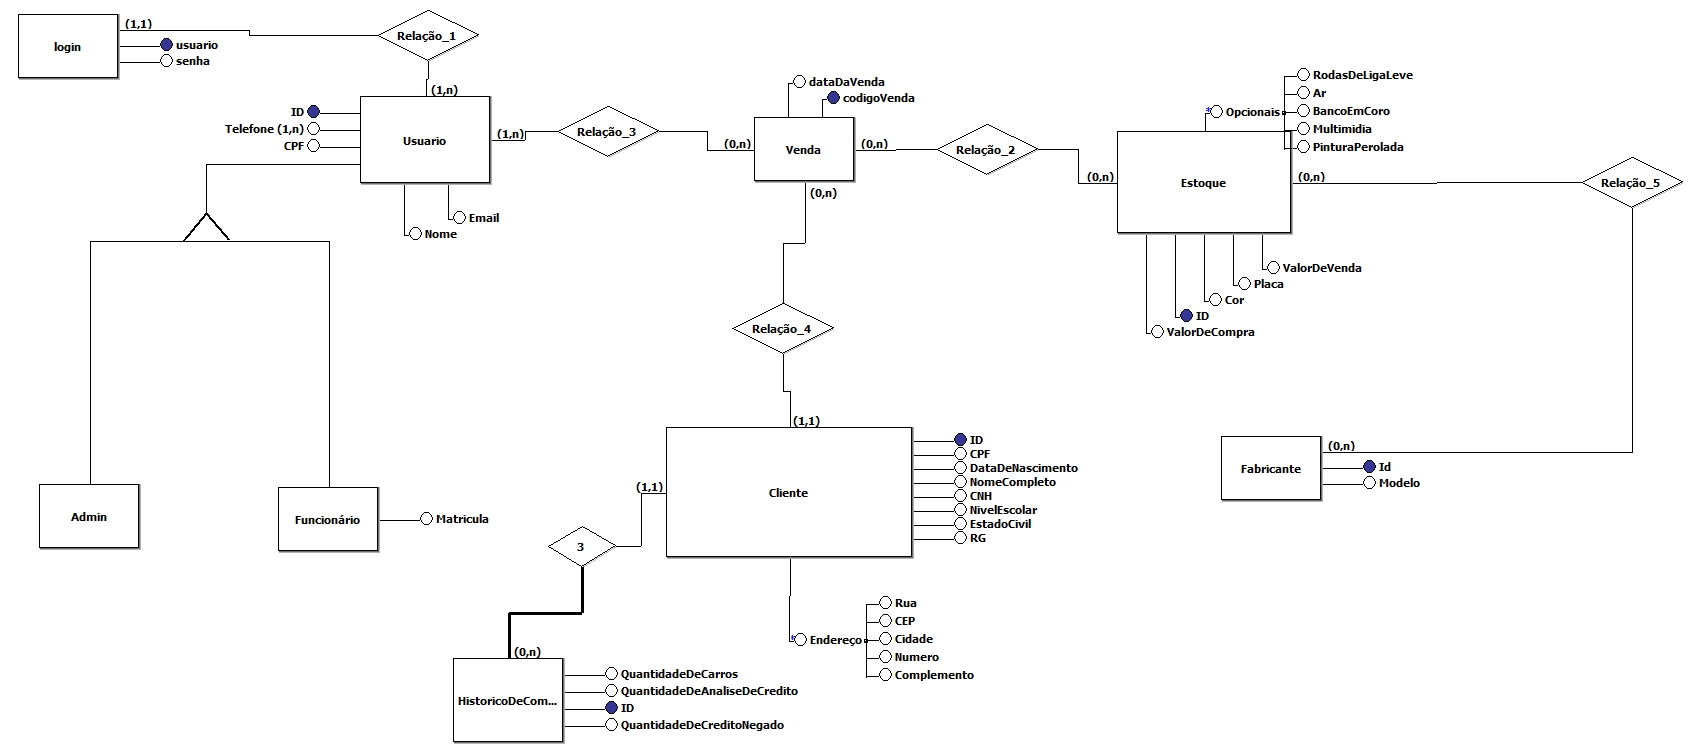 (1,1)
login
usuario
senha
Relação_1
(1,n)
ID
Telefone (1,n)
CPF
Usuario
(1,n)
Email
Nome
Relação_3
dataDaVenda
codigoVenda
(0,n)
Venda
(0,n)
(0,n)
Relação_2
(0,n)
*
Opcionais
RodasDeLigaLeve
Ar
BancoEmCoro
Multimidia
PinturaPerolada
Estoque
(0,n)
Relação_5
ValorDeVenda
Placa
Cor
ID
ValorDeCompra
Relação_4
(1,1)
Cliente
ID
CPF
DataDeNascimento
NomeCompleto
CNH
NivelEscolar
EstadoCivil
RG
(1,1)
(0,n)
Fabricante
Id
Modelo
Admin
Funcionário
Matricula
3
*
Endereço
Rua
CEP
Cidade
Numero
Complemento
(0,n)
HistoricoDeCom...
QuantidadeDeCarros
QuantidadeDeAnaliseDeCredito
ID
QuantidadeDeCreditoNegado